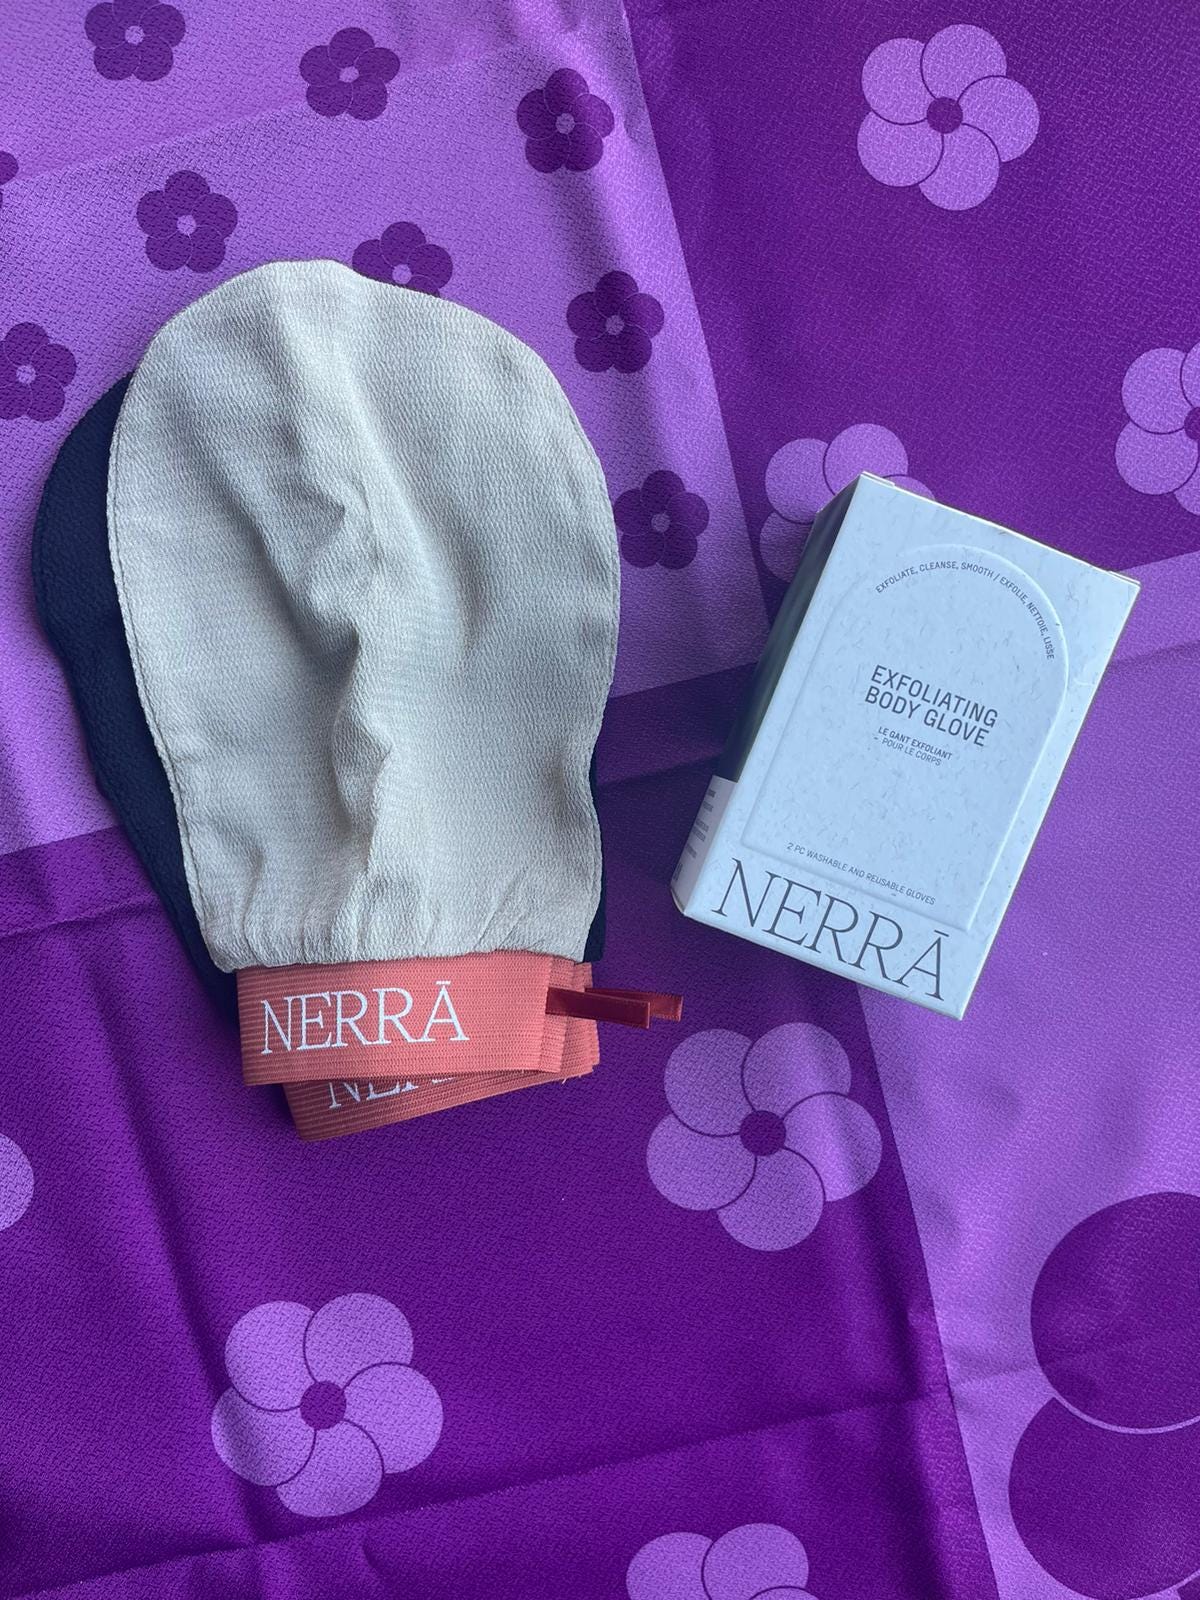 NERRĀ
EXFOLIATE, CLEANSE, SMOOTH / EXFOLIE, NETTOIE, LISSE
EXFOLIATING
BODY GLOVE
LE GANT EXFOLIANT
- POUR LE CORPS
2 PC WASHABLE AND REUSABLE GLOVES
NERRĀ